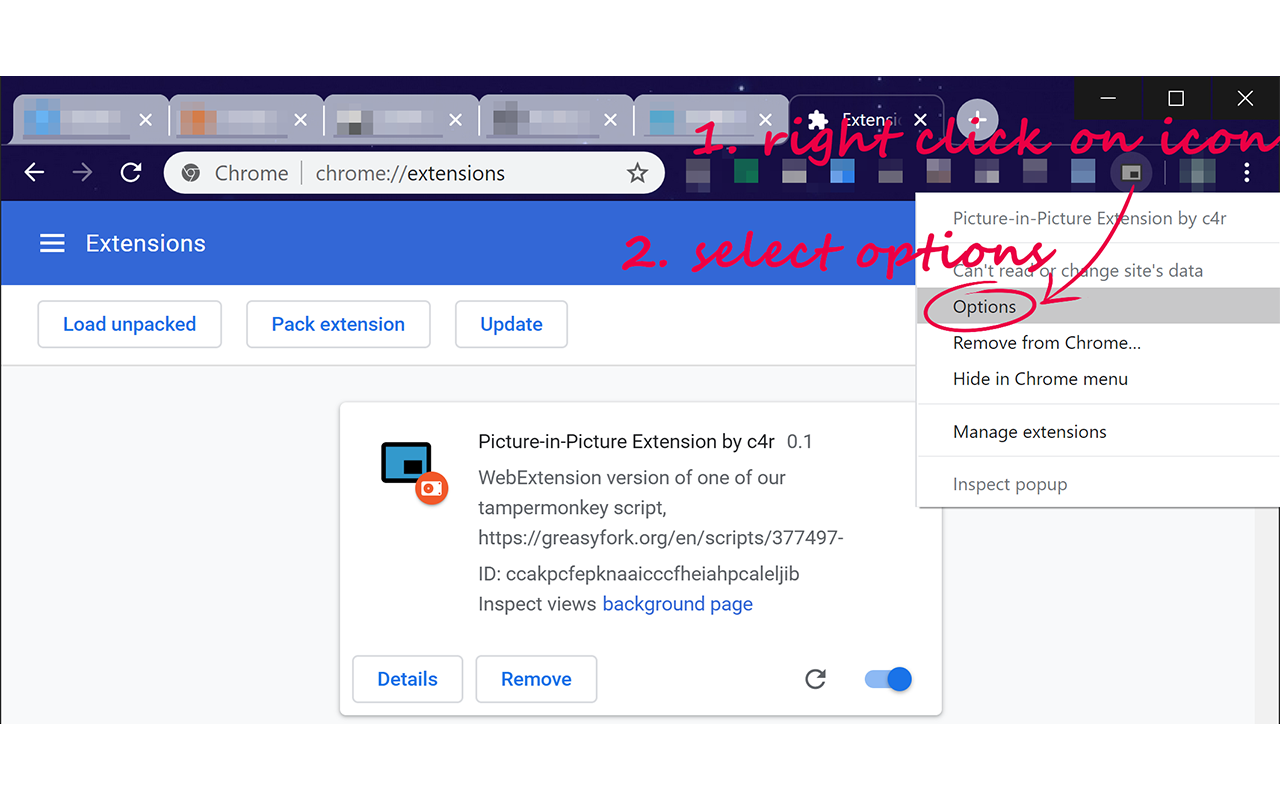 Extensi
1. right click on icon
Chrome
chrome://extensions
Extensions
2. select options
Picture-in-Picture Extension by c4r
Can't read or change site's data
Options
Remove from Chrome...
Hide in Chrome menu
Manage extensions
Inspect popup
Load unpacked
Pack extension
Update
Picture-in-Picture Extension by c4r 0.1
WebExtension version of one of our
tampermonkey script,
https://greasyfork.org/en/scripts/377497-
ID: ccakpcfepknaaicccfheiahpcaleljib
Inspect views background page
Details
Remove